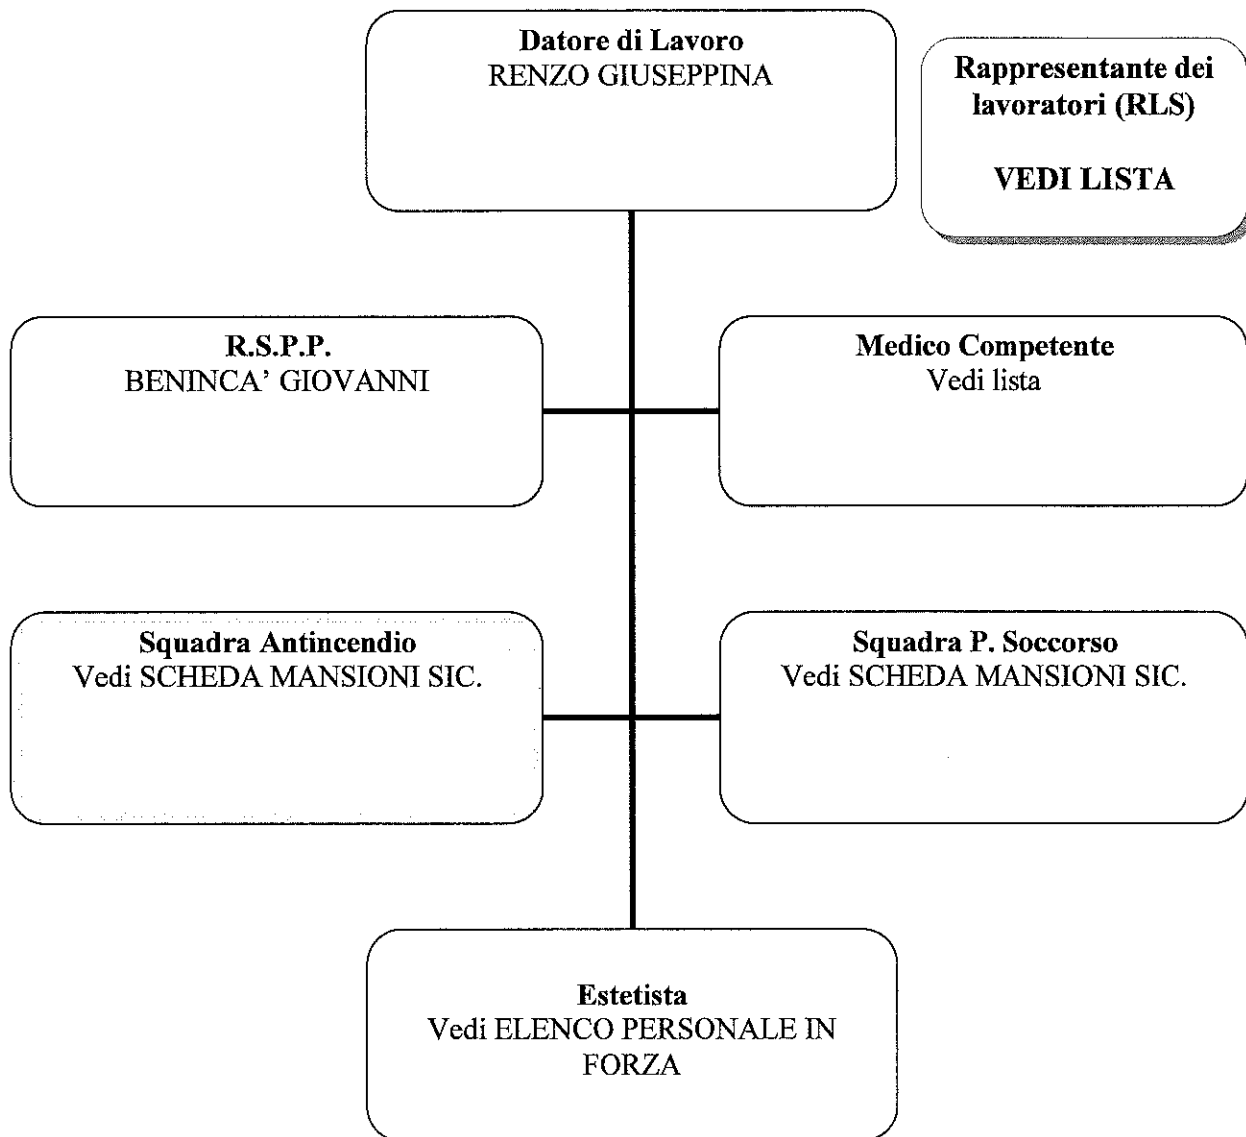 Datore di Lavoro
RENZO GIUSEPPINA
Rappresentante dei
lavoratori (RLS)
VEDI LISTA
R.S.P.P.
BENINCA' GIOVANNI
Medico Competente
Vedi lista
Squadra Antincendio
Vedi SCHEDA MANSIONI SIC.
Squadra P. Soccorso
Vedi SCHEDA MANSIONI SIC.
Estetista
Vedi ELENCO PERSONALE IN
FORZA